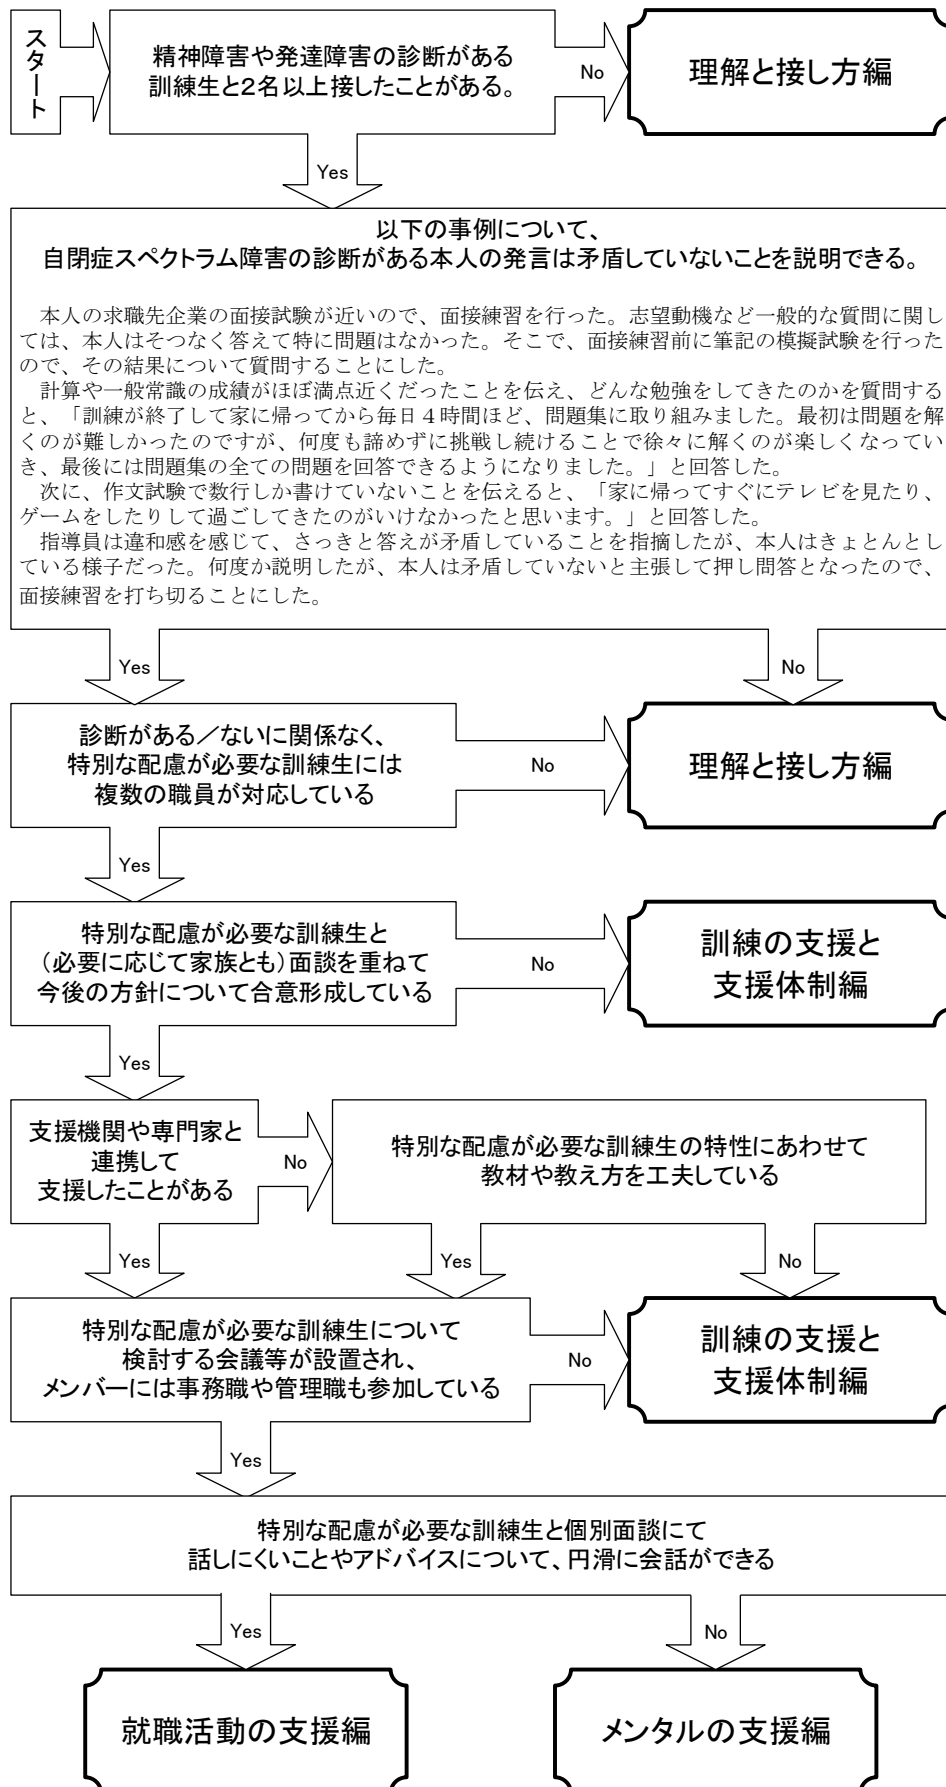 スタート
精神障害や発達障害の診断がある
訓練生と2名以上接したことがある。
No
理解と接し方編
Yes
以下の事例について、
自閉症スペクトラム障害の診断がある本人の発言は矛盾していないことを説明できる。
本人の求職先企業の面接試験が近いので、面接練習を行った。志望動機など一般的な質問に関し
ては、本人はそつなく答えて特に問題はなかった。そこで、面接練習前に筆記の模擬試験を行った
ので、その結果について質問することにした。
計算や一般常識の成績がほぼ満点近くだったことを伝え、どんな勉強をしてきたのかを質問する
と、「訓練が終了して家に帰ってから毎日４時間ほど、問題集に取り組みました。最初は問題を解
くのが難しかったのですが、何度も諦めずに挑戦し続けることで徐々に解くのが楽しくなってい
き、最後には問題集の全ての問題を回答できるようになりました。」と回答した。
次に、作文試験で数行しか書けていないことを伝えると、「家に帰ってすぐにテレビを見たり、
ゲームをしたりして過ごしてきたのがいけなかったと思います。」と回答した。
指導員は違和感を感じて、さっきと答えが矛盾していることを指摘したが、本人はきょとんとし
ている様子だった。何度か説明したが、本人は矛盾していないと主張して押し問答となったので、
面接練習を打ち切ることにした。
Yes
No
診断がある／ないに関係なく、
特別な配慮が必要な訓練生には
複数の職員が対応している
No
理解と接し方編
Yes
特別な配慮が必要な訓練生と
（必要に応じて家族とも）面談を重ねて
今後の方針について合意形成している
No
訓練の支援と
支援体制編
Yes
支援機関や専門家と
連携して
支援したことがある
No
特別な配慮が必要な訓練生の特性にあわせて
教材や教え方を工夫している
Yes
Yes
No
特別な配慮が必要な訓練生について
検討する会議等が設置され、
メンバーには事務職や管理職も参加している
No
訓練の支援と
支援体制編
Yes
特別な配慮が必要な訓練生と個別面談にて
話しにくいことやアドバイスについて、円滑に会話ができる
Yes
No
就職活動の支援編
メンタルの支援編